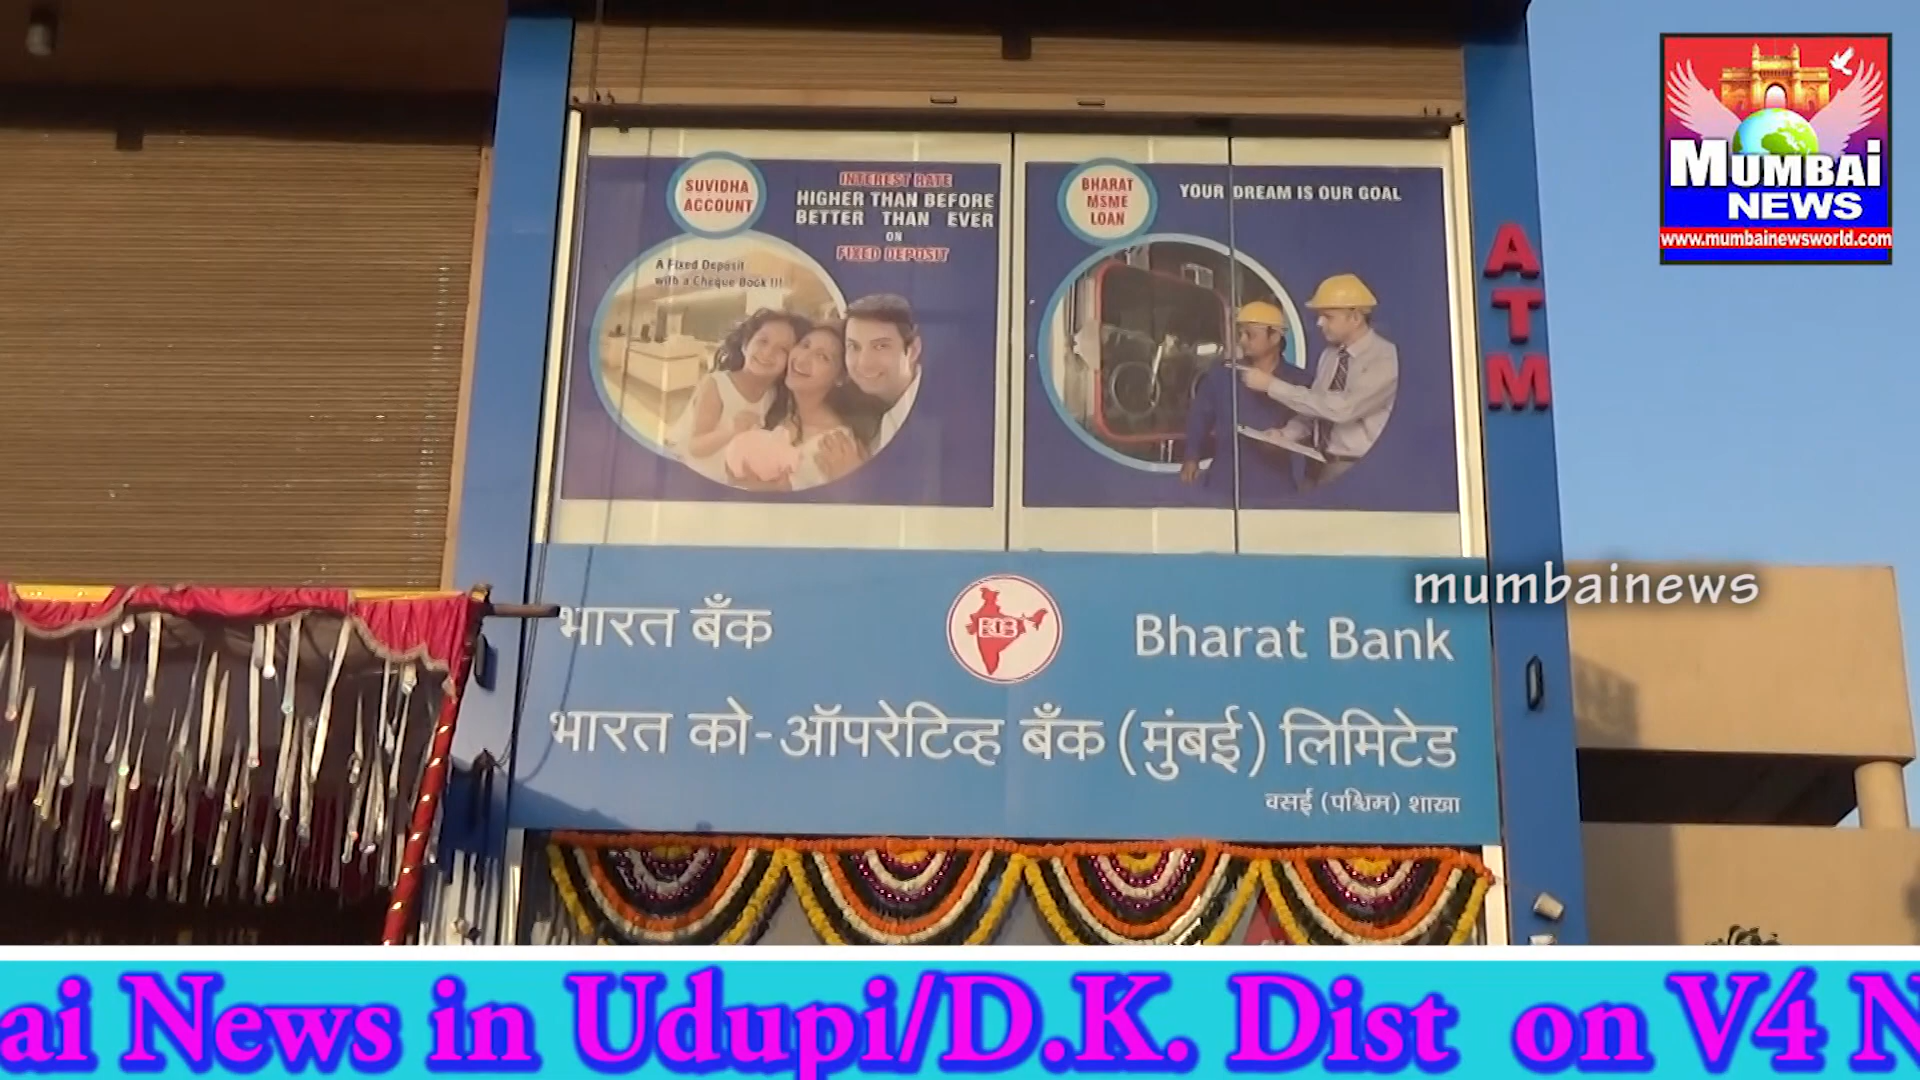 SUVIDHA
ACCOUNT
INTEREST RATE
HIGHER THAN BEFORE
BETTER THAN EVER
ON
FIXED DEPOSIT
A Fixed Deposit
with a Cheque Book !!!
BHARAT
MSME
LOAN
YOUR DREAM IS OUR GOAL
ATM
MUMBAi
NEWS
www.mumbainewsworld.com
mumbainews
भारत बँक
Bharat Bank
भारत को-ऑपरेटिव्ह बँक (मुंबई) लिमिटेड
वसई (पश्चिम) शाखा
ai News in Udupi/D.K. Dist on V4 N